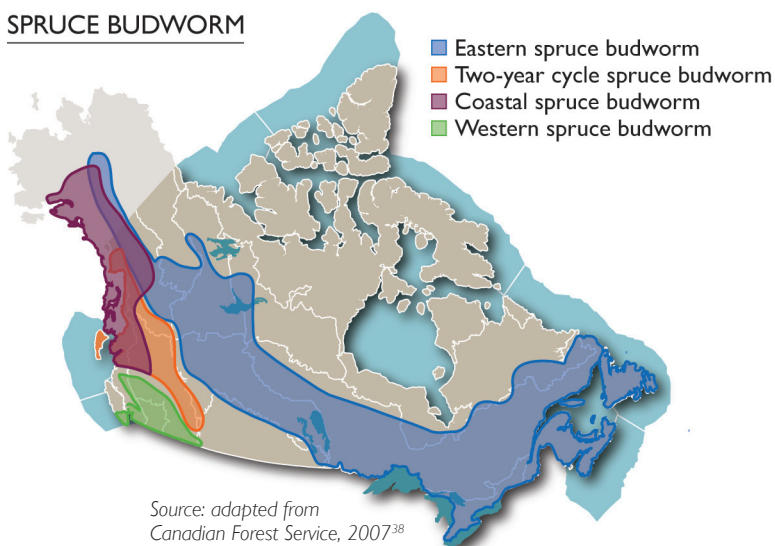 SPRUCE BUDWORM
Eastern spruce budworm
Two-year cycle spruce budworm
Coastal spruce budworm
Western spruce budworm
Source: adapted from
Canadian Forest Service, 2007³⁸